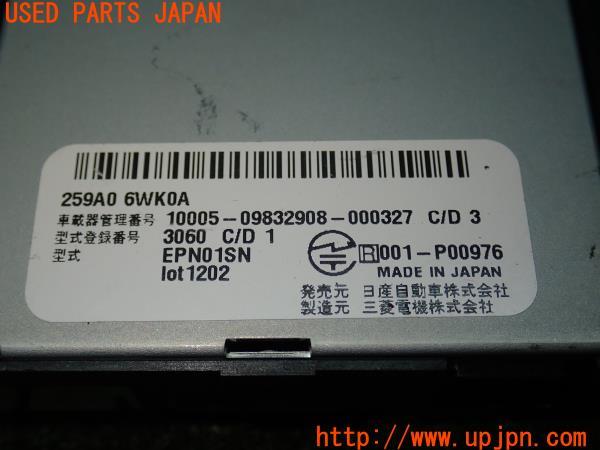 USED PARTS JAPAN
259A0 6WK0A
車載器管理番号 10005-09832908-000327 C/D 3
型式登録番号 3060 C/D 1
型式 EPN01SN
lot1202
R 001-P00976
MADE IN JAPAN
発売元 日産自動車株式会社
製造元 三菱電機株式会社
http://www.upjpn.com